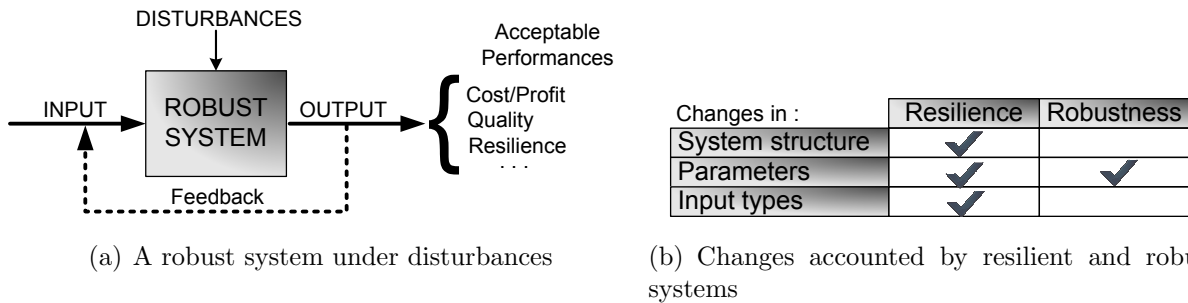 DISTURBANCES
INPUT
ROBUST
SYSTEM
OUTPUT
Feedback
Acceptable
Performances
Cost/Profit
Quality
Resilience
. . .
(a) A robust system under disturbances
Changes in :
Resilience
Robustness
System structure
Parameters
Input types
(b) Changes accounted by resilient and robu
systems